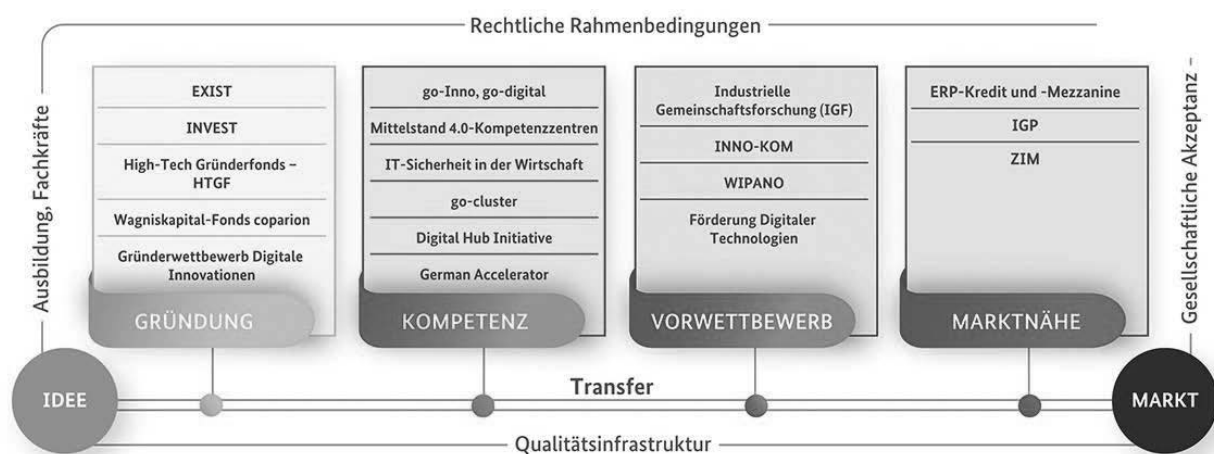 Rechtliche Rahmenbedingungen
Ausbildung, Fachkräfte
EXIST
INVEST
High-Tech Gründerfonds –
HTGF
Wagniskapital-Fonds coparion
Gründerwettbewerb Digitale
Innovationen
GRÜNDUNG
go-Inno, go-digital
Mittelstand 4.0-Kompetenzzentren
IT-Sicherheit in der Wirtschaft
go-cluster
Digital Hub Initiative
German Accelerator
KOMPETENZ
Industrielle
Gemeinschaftsforschung (IGF)
INNO-KOM
WIPANO
Förderung Digitaler
Technologien
VORWETTBEWERB
ERP-Kredit und -Mezzanine
IGP
ZIM
MARKTNÄHE
Gesellschaftliche Akzeptanz –
IDEE
Transfer
MARKT
Qualitätsinfrastruktur